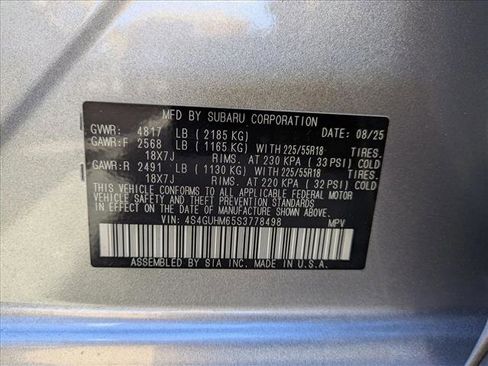 MFD BY SUBARU CORPORATION DATE: 08/25
GVWR: 4817 LB ( 2185 KG)
GAWR:F 2568 LB ( 1165 KG) WITH 225/55R18 TIRES.
18X7J RIMS. AT 230 KPA ( 33 PSI) COLD
GAWR:R 2491 LB ( 1130 KG) WITH 225/55R18 TIRES.
18X7J RIMS. AT 220 KPA ( 32 PSI) COLD
THIS VEHICLE CONFORMS TO ALL APPLICABLE FEDERAL MOTOR
VEHICLE SAFETY AND THEFT PREVENTION STANDARDS IN EFFECT
ON THE DATE OF MANUFACTURE SHOWN ABOVE.
VIN: 4S4GUHM65S3778498 MPV
ASSEMBLED BY SIA INC. MADE IN U.S.A.